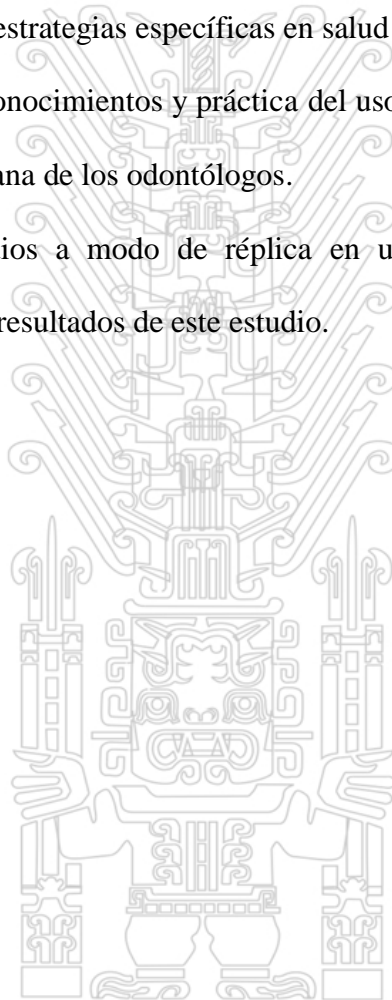 estrategias específicas en salud
onocimientos y práctica del uso
ana de los odontólogos.
ios a modo de réplica en u
resultados de este estudio.